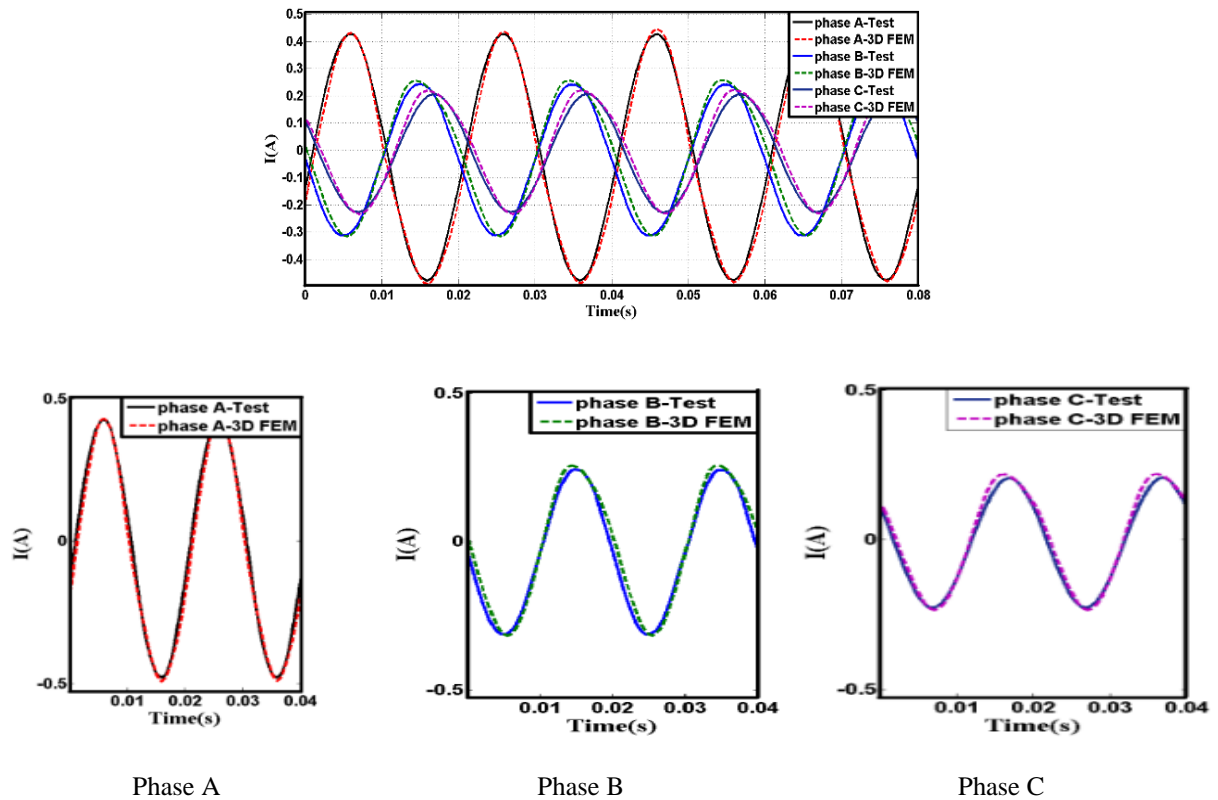 0.5
0.4
0.3
0.2
0.1
0
-0.1
-0.2
-0.3
-0.4
I(A)
phase A-Test
phase A-3D FEM
phase B-Test
phase B-3D FEM
phase C-Test
phase C-3D FEM
0 0.01 0.02 0.03 0.04 0.05 0.06 0.07 0.08
Time(s)
0.5
0
-0.5
I(A)
phase A-Test
phase A-3D FEM
0.01 0.02 0.03 0.04
Time(s)
Phase A
0.5
0
-0.5
I(A)
phase B-Test
phase B-3D FEM
0.01 0.02 0.03 0.04
Time(s)
Phase B
0.5
0
-0.5
I(A)
phase C-Test
phase C-3D FEM
0.01 0.02 0.03 0.04
Time(s)
Phase C